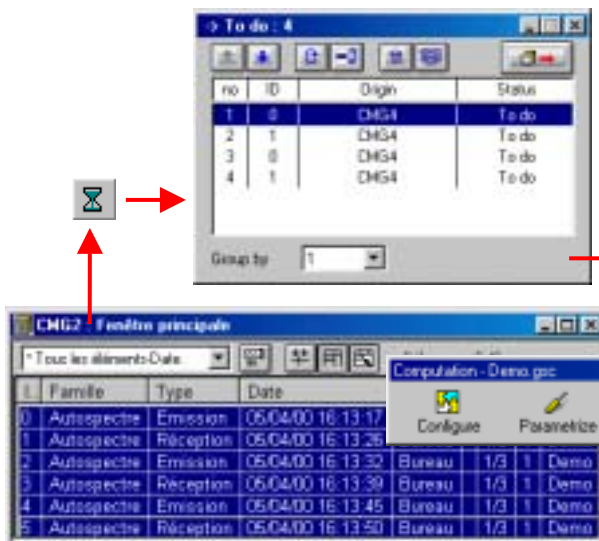 To do : 4
no ID Origin Status
1 0 CMG4 To do
2 1 CMG4 To do
3 0 CMG4 To do
4 1 CMG4 To do
Group by 1
CMG2 : Fenêtre principale
* Tous les éléments-Date
Computation - Demo.gsc
Configure Parametrize
Famille Type Date
0 Autospectre Emission 05/04/00 16:13:17
1 Autospectre Réception 05/04/00 16:13:26
2 Autospectre Emission 05/04/00 16:13:32 Bureau 1/3 1 Demo
3 Autospectre Réception 05/04/00 16:13:39 Bureau 1/3 1 Demo
4 Autospectre Emission 05/04/00 16:13:45 Bureau 1/3 1 Demo
5 Autospectre Réception 05/04/00 16:13:50 Bureau 1/3 1 Demo